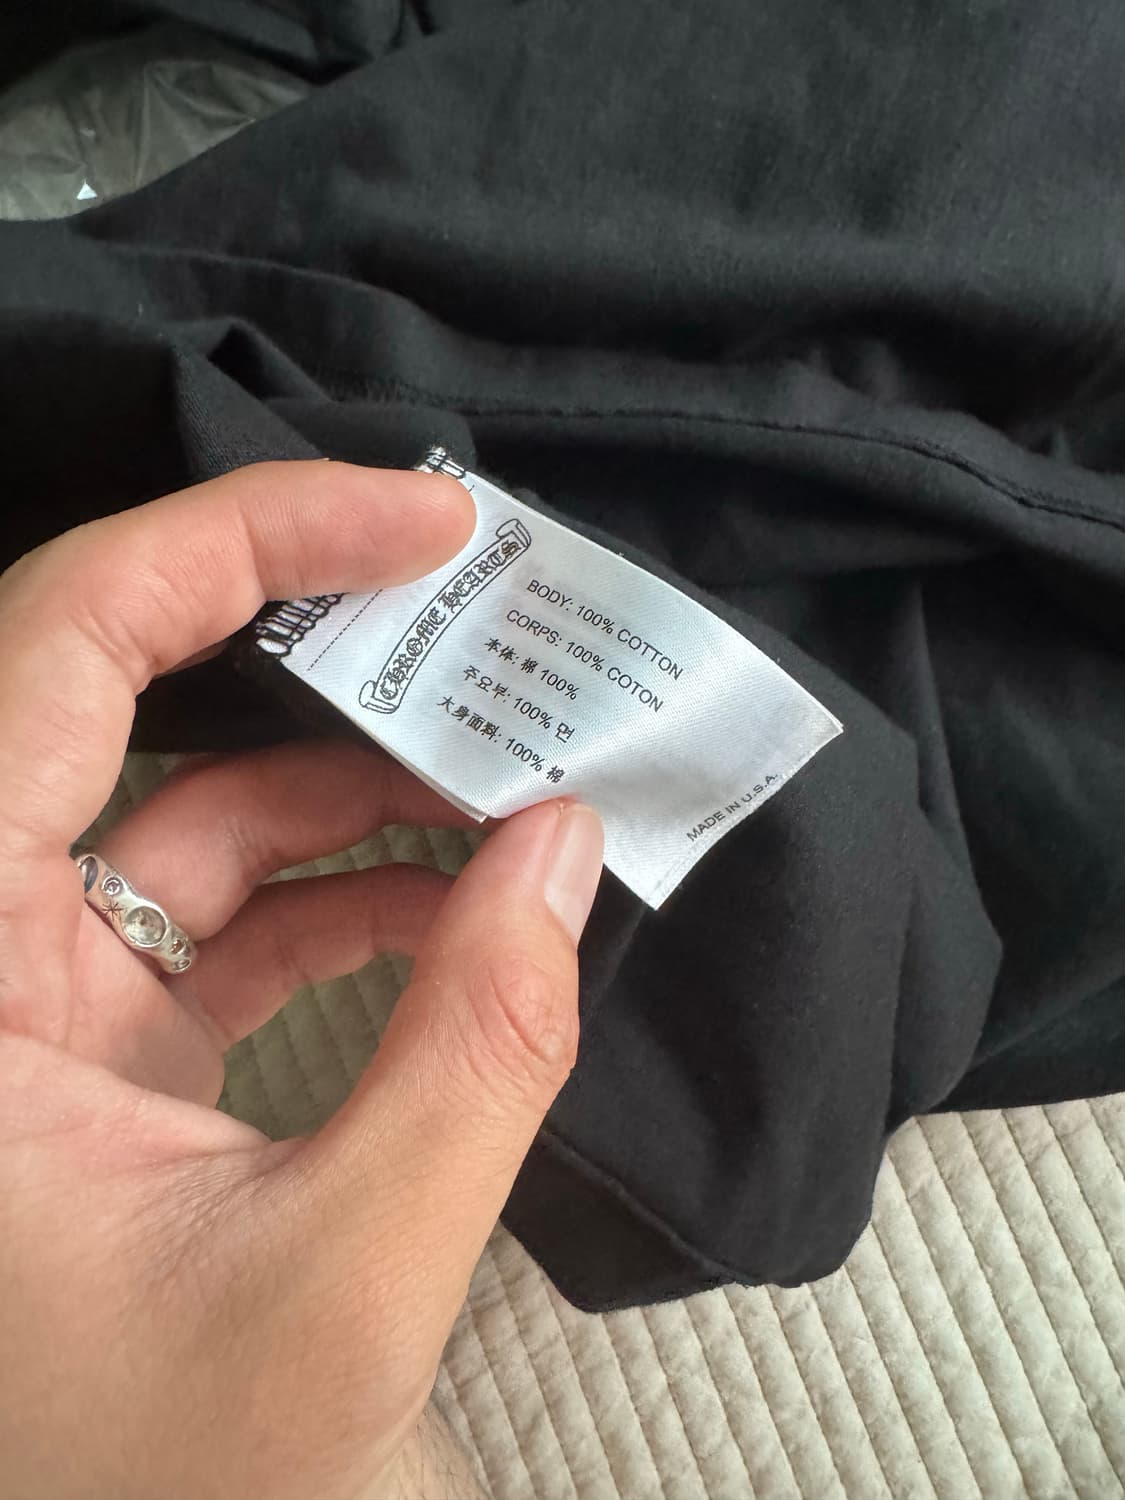 CHROME HEARTS
BODY: 100% COTTON
CORPS: 100% COTON
本体: 棉 100%
주요부: 100% 면
大身面料: 100% 棉
MADE IN U.S.A.